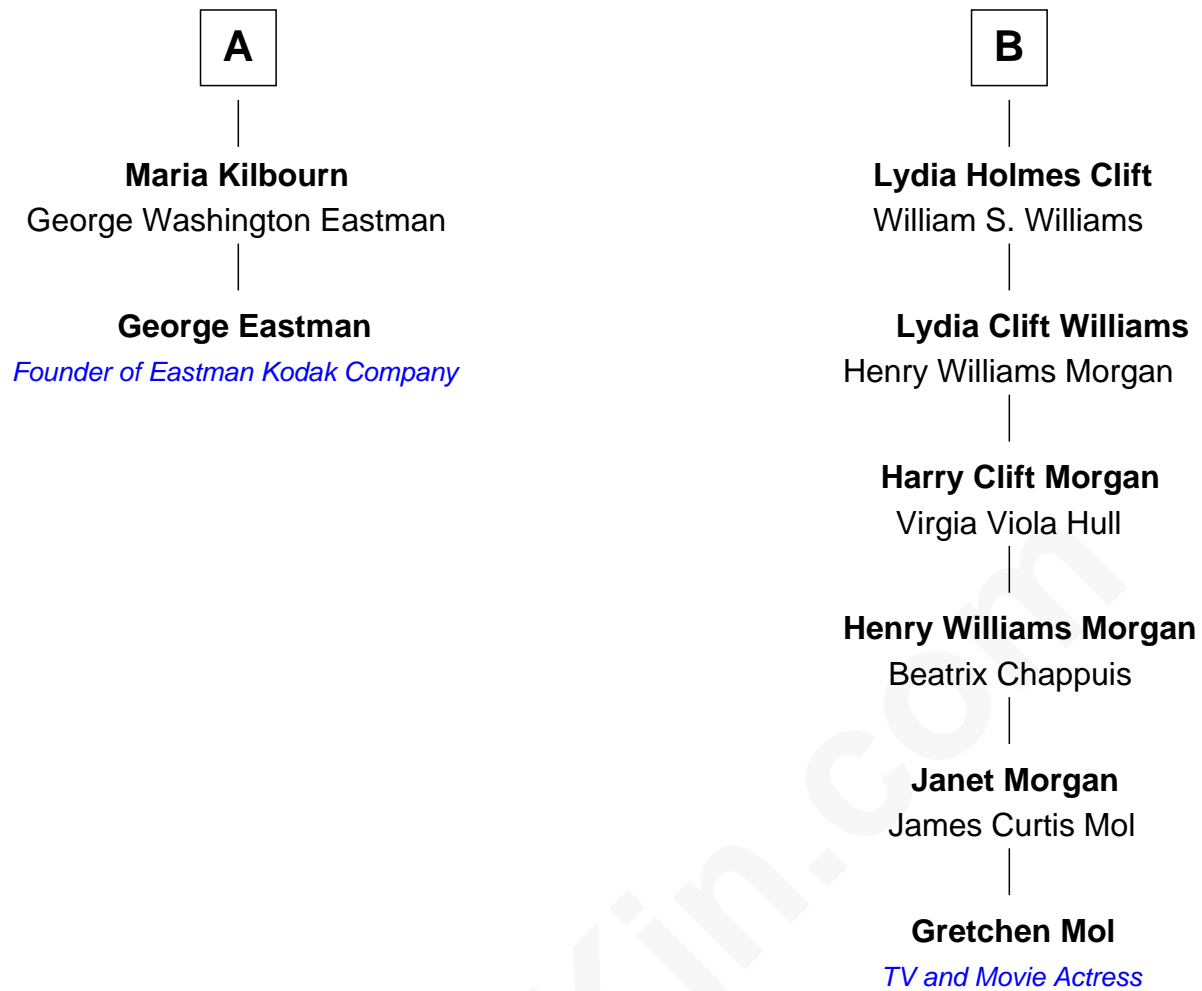 A
Maria Kilbourn
George Washington Eastman
George Eastman
Founder of Eastman Kodak Company
B
Lydia Holmes Clift
William S. Williams
Lydia Clift Williams
Henry Williams Morgan
Harry Clift Morgan
Virgia Viola Hull
Henry Williams Morgan
Beatrix Chappuis
Janet Morgan
James Curtis Mol
Gretchen Mol
TV and Movie Actress
Kin.com